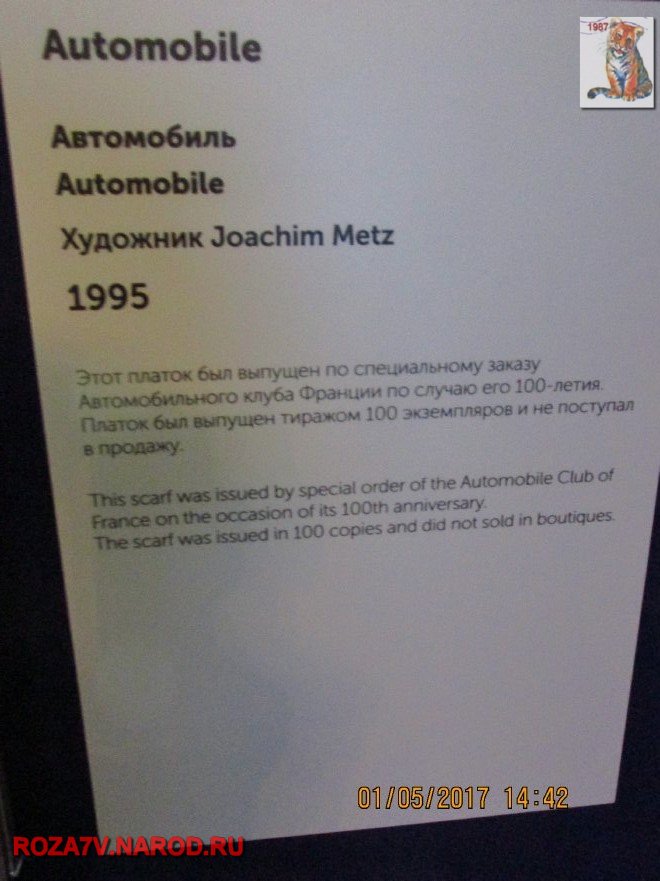 Automobile
1987
Автомобиль
Automobile
Художник Joachim Metz
1995
Этот платок был выпущен по специальному заказу
Автомобильного клуба Франции по случаю его 100-летия.
Платок был выпущен тиражом 100 экземпляров и не поступал
в продажу.
This scarf was issued by special order of the Automobile Club of
France on the occasion of its 100th anniversary.
The scarf was issued in 100 copies and did not sold in boutiques.
01/05/2017 14:42
ROZA7V.NAROD.RU